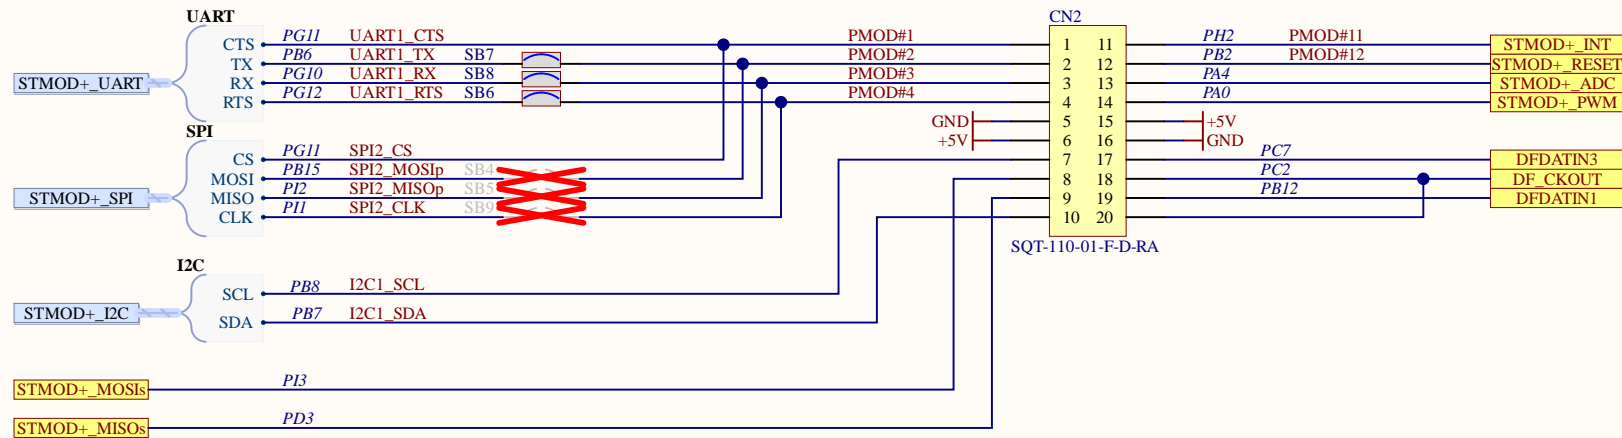 UART CN2
CTS PG11 UART1_CTS PMOD#1 1 11 PH2 PMOD#11 STMOD+_INT
TX PB6 UART1_TX SB7 PMOD#2 2 12 PB2 PMOD#12 STMOD+_RESET
STMOD+_UART RX PG10 UART1_RX SB8 PMOD#3 3 13 PA4 STMOD+_ADC
RTS PG12 UART1_RTS SB6 PMOD#4 4 14 PA0 STMOD+_PWM
GND 5 15 +5V
SPI +5V 6 16 GND
CS PG11 SPI2_CS 7 17 PC7 DFDATIN3
MOSI PB15 SPI2_MOSIp SB4 8 18 PC2 DF_CKOUT
STMOD+_SPI MISO PI2 SPI2_MISOp SB5 9 19 PB12 DFDATIN1
CLK PI1 SPI2_CLK SB9 10 20
SQT-110-01-F-D-RA
I2C
SCL PB8 I2C1_SCL
STMOD+_I2C
SDA PB7 I2C1_SDA
STMOD+_MOSIs PI3
STMOD+_MISOs PD3